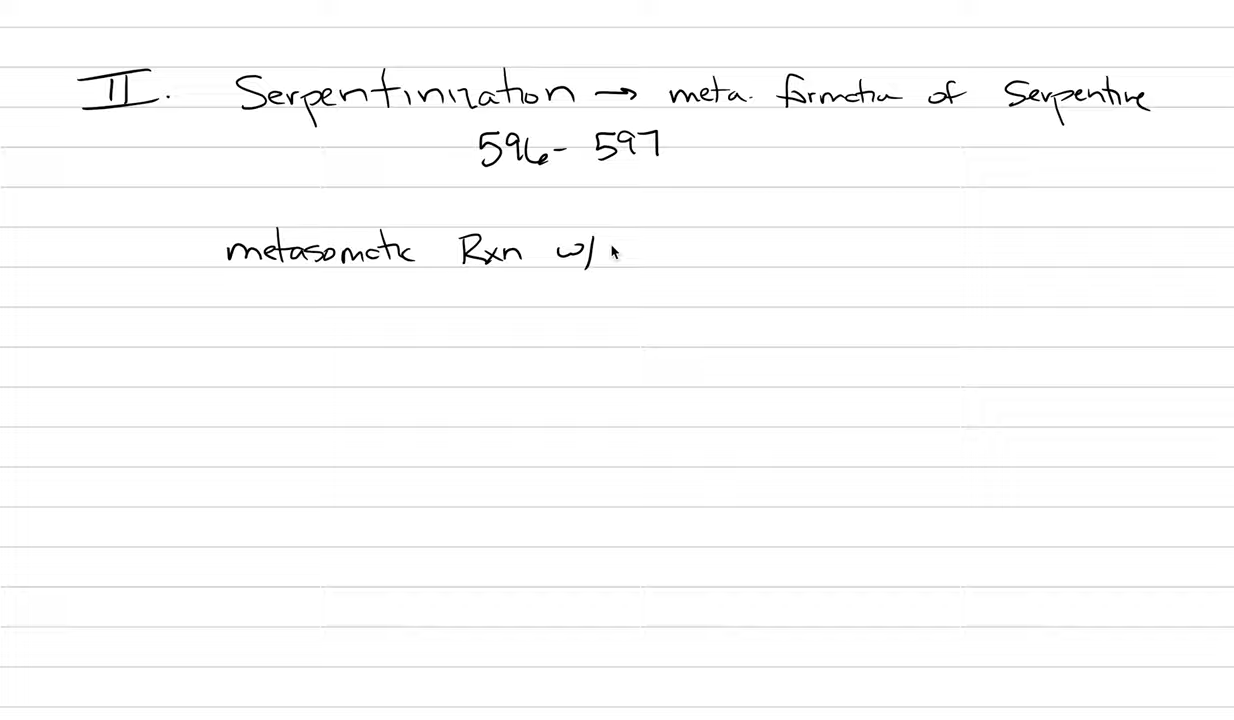 II. Serpentinization → meta. formation of Serpentine
596- 597
metasomatic Rxn w/